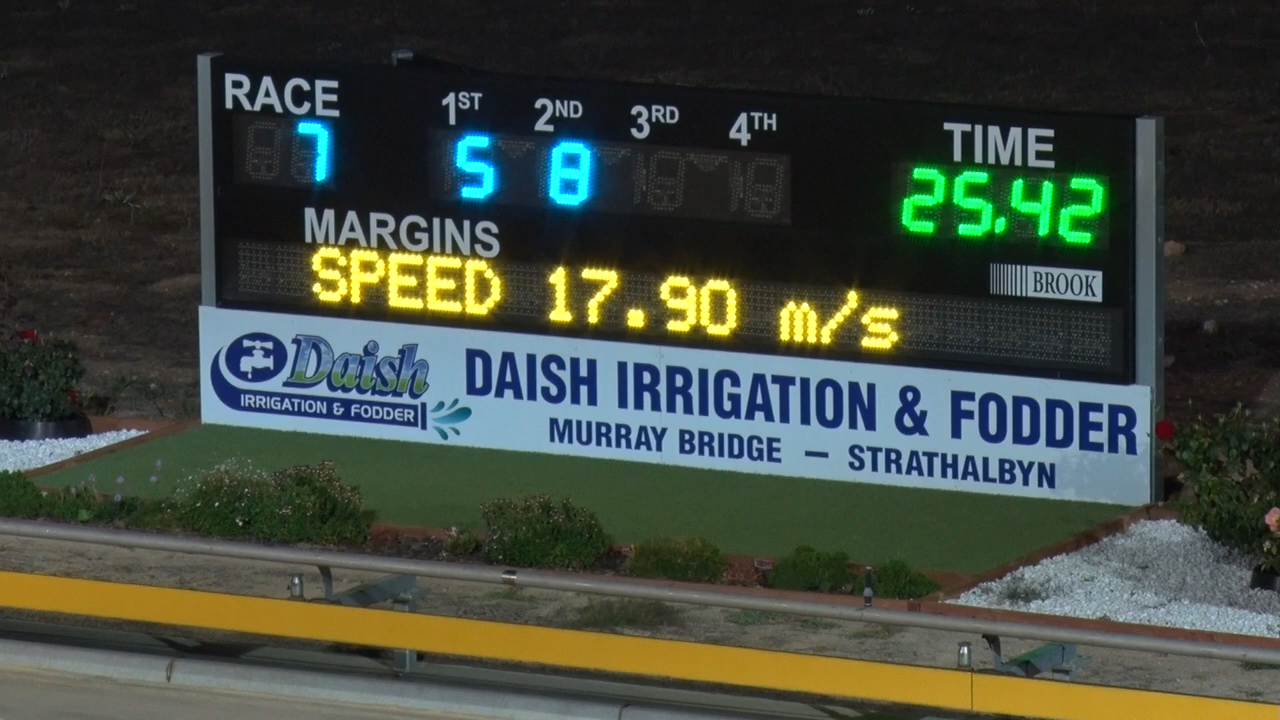 RACE 1ST 2ND 3RD 4TH TIME
7 5 8 25.42
MARGINS
SPEED 17.90 m/s
BROOK
Daish
IRRIGATION & FODDER
DAISH IRRIGATION & FODDER
MURRAY BRIDGE – STRATHALBYN